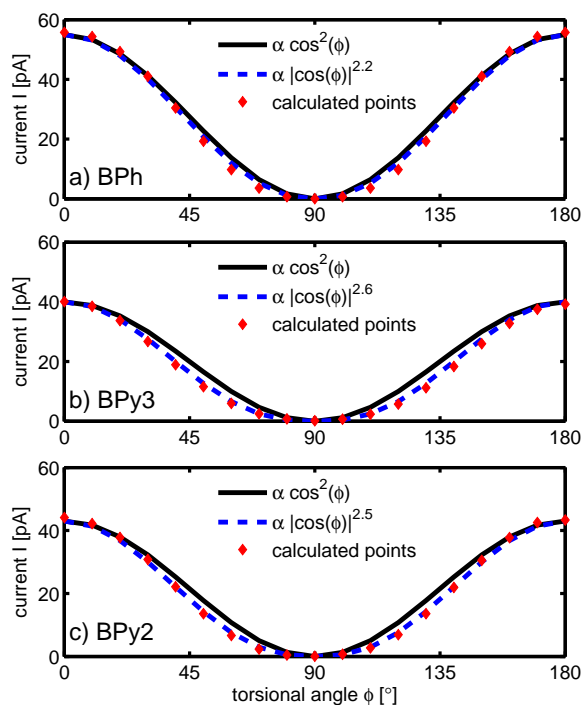 60
α cos²(ϕ)
α |cos(ϕ)|^2.2
calculated points
40
20
0
current I [pA]
a) BPh
0 45 90 135 180
60
α cos²(ϕ)
α |cos(ϕ)|^2.6
calculated points
40
20
0
current I [pA]
b) BPy3
0 45 90 135 180
60
α cos²(ϕ)
α |cos(ϕ)|^2.5
calculated points
40
20
0
current I [pA]
c) BPy2
0 45 90 135 180
torsional angle ϕ [°]